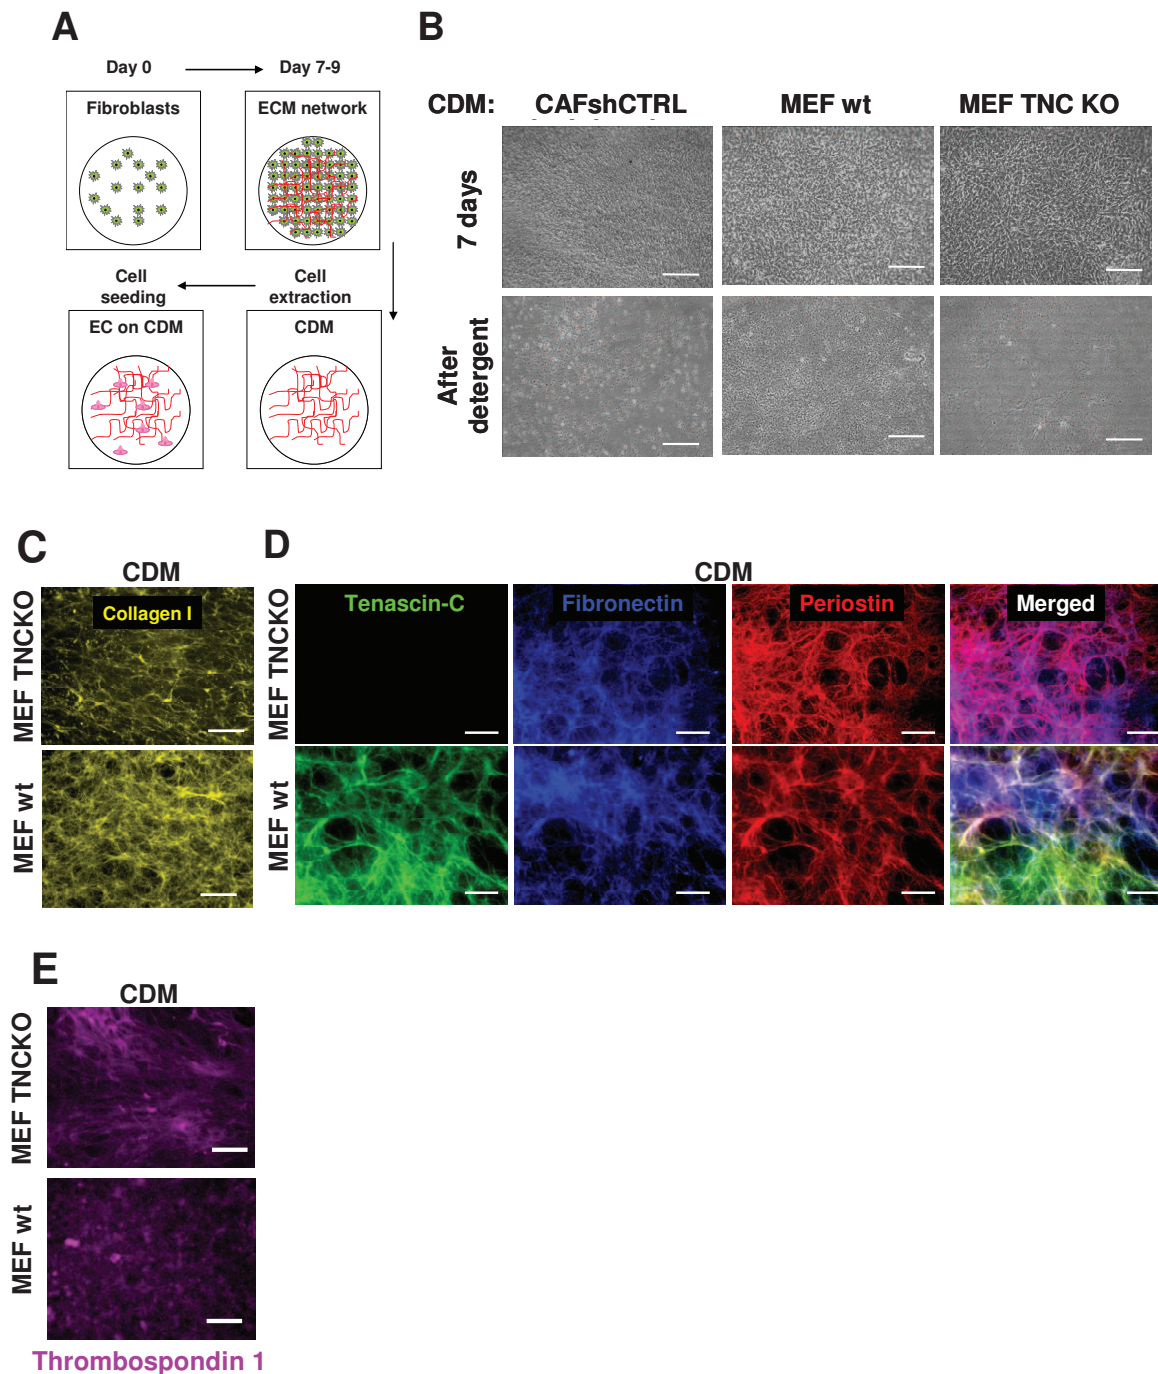 A
Day 0
Day 7-9
Fibroblasts
ECM network
Cell
seeding
Cell
extraction
EC on CDM
CDM
B
CDM:
CAFshCTRL
MEF wt
MEF TNC KO
7 days
After
detergent
C
CDM
MEF TNCKO
Collagen I
MEF wt
D
CDM
MEF TNCKO
Tenascin-C
Fibronectin
Periostin
Merged
MEF wt
E
CDM
MEF TNCKO
MEF wt
Thrombospondin 1